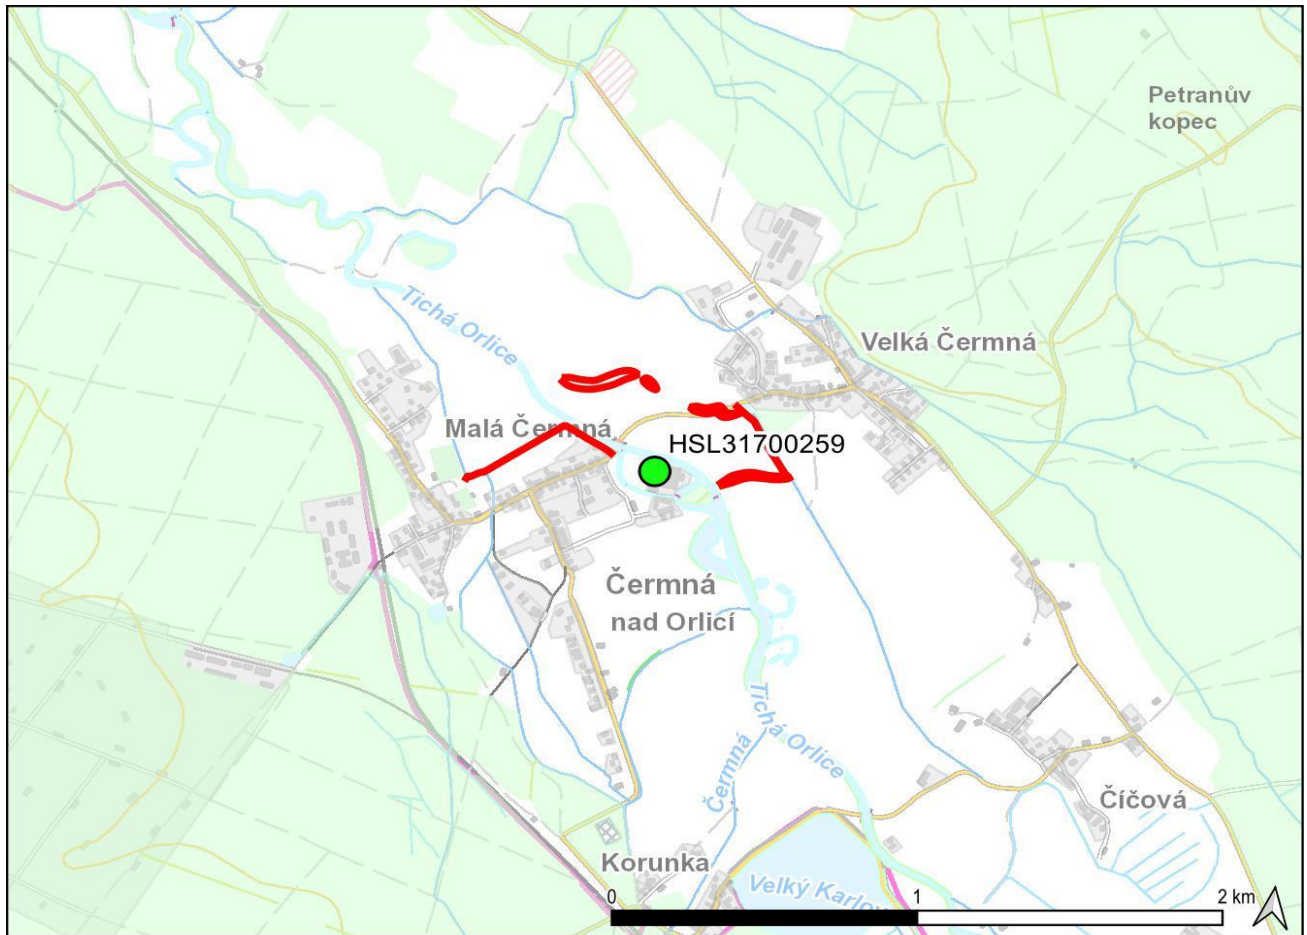 Petranův
kopec
Tichá Orlice
Velká Čermná
Malá Čermná
HSL31700259
Čermná
nad Orlicí
Tichá Orlice
Čermná
Číčová
Korunka
Velký Karlov
0 1 2 km